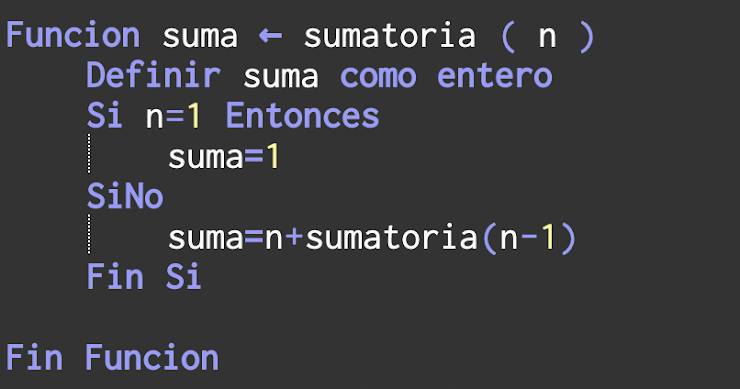 Funcion suma ← sumatoria ( n )
Definir suma como entero
Si n=1 Entonces
suma=1
SiNo
suma=n+sumatoria(n-1)
Fin Si
Fin Funcion